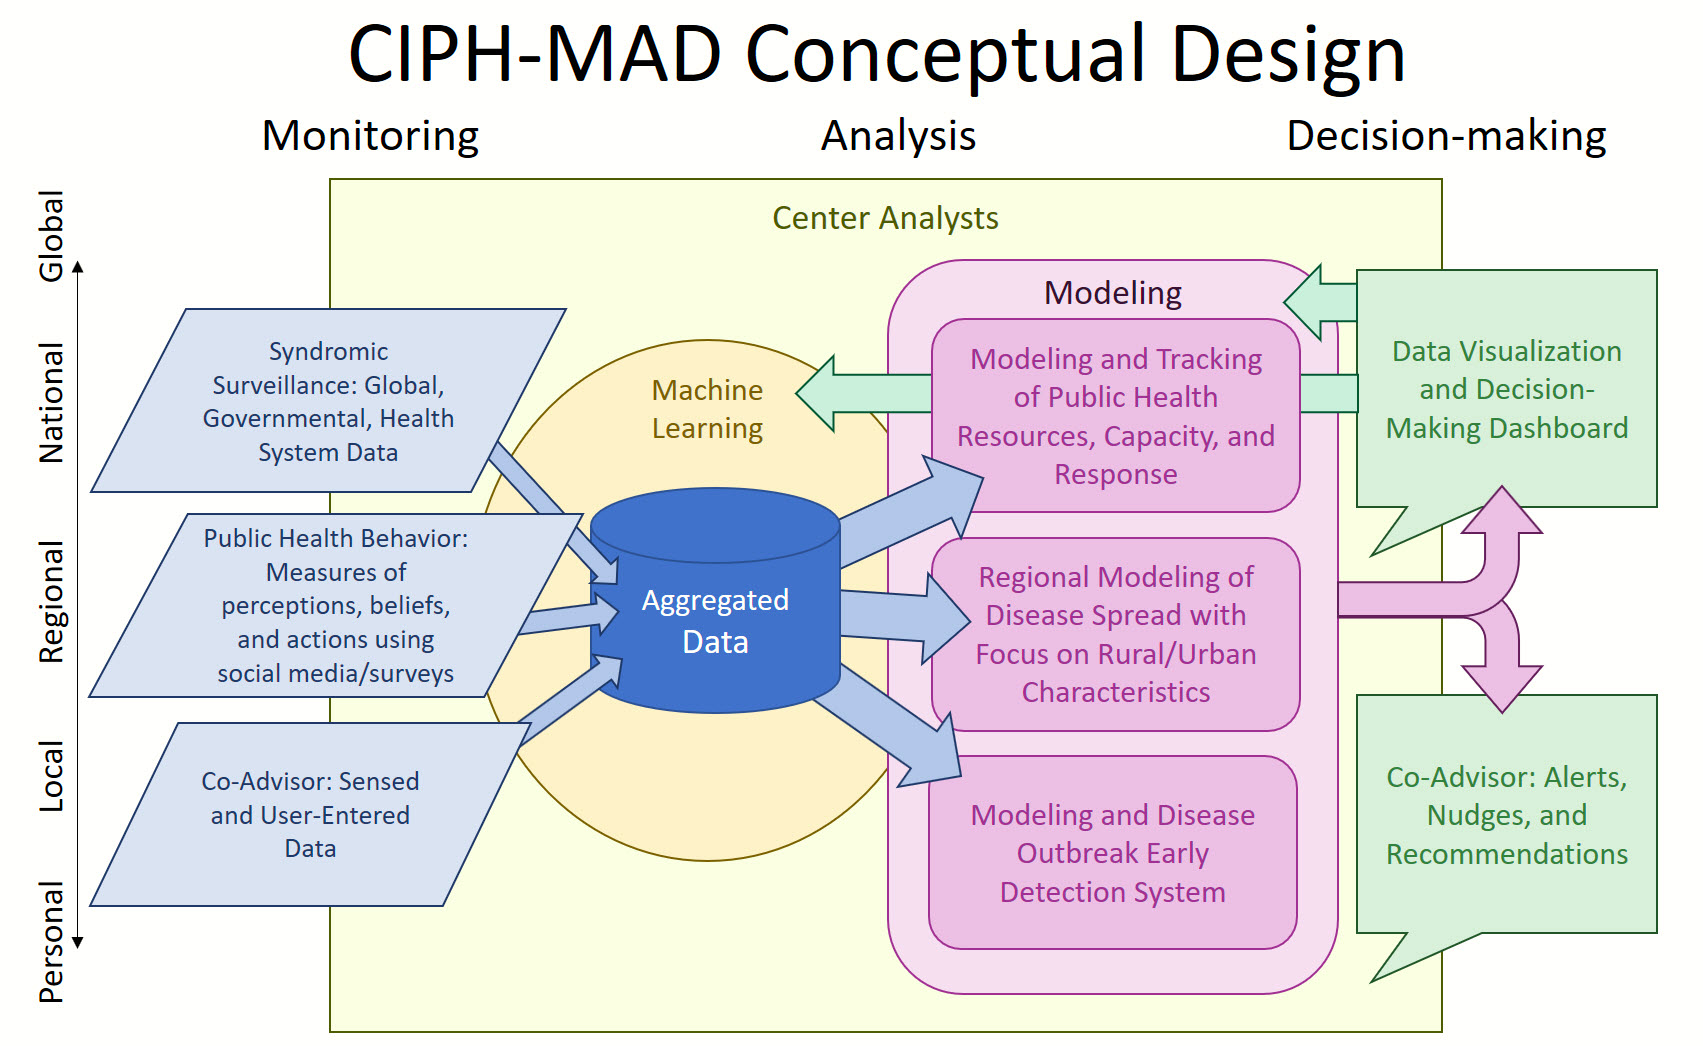 CIPH-MAD Conceptual Design
Monitoring
Analysis
Decision-making
Global
National
Regional
Local
Personal
Center Analysts
Syndromic
Surveillance: Global,
Governmental, Health
System Data
Public Health Behavior:
Measures of
perceptions, beliefs,
and actions using
social media/surveys
Co-Advisor: Sensed
and User-Entered
Data
Machine
Learning
Aggregated
Data
Modeling
Modeling and Tracking
of Public Health
Resources, Capacity, and
Response
Regional Modeling of
Disease Spread with
Focus on Rural/Urban
Characteristics
Modeling and Disease
Outbreak Early
Detection System
Data Visualization
and Decision-
Making Dashboard
Co-Advisor: Alerts,
Nudges, and
Recommendations